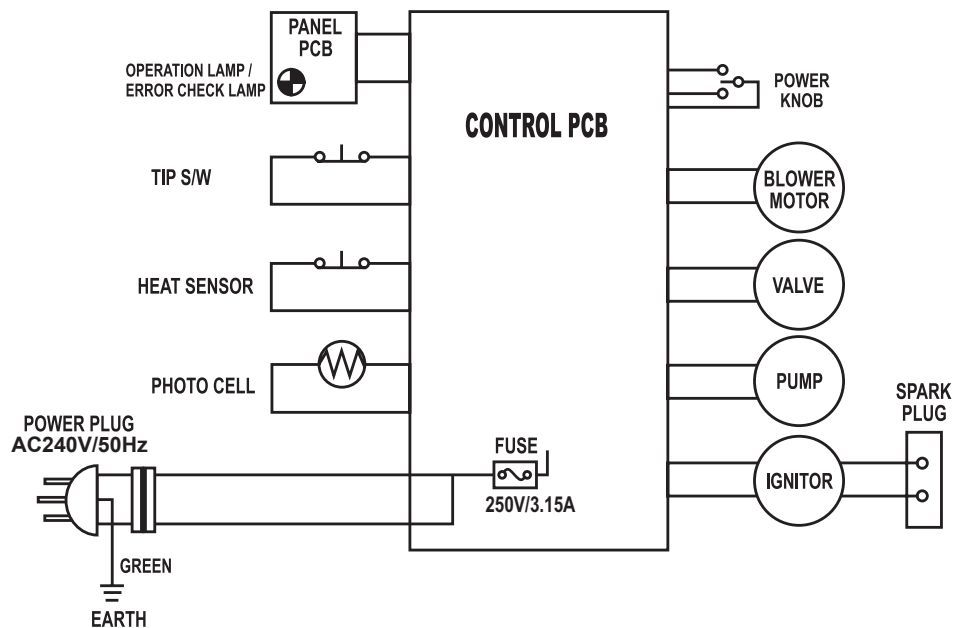 PANEL
PCB
OPERATION LAMP /
ERROR CHECK LAMP
TIP S/W
HEAT SENSOR
PHOTO CELL
POWER PLUG
AC240V/50Hz
GREEN
EARTH
CONTROL PCB
FUSE
250V/3.15A
POWER
KNOB
BLOWER
MOTOR
VALVE
PUMP
IGNITOR
SPARK
PLUG